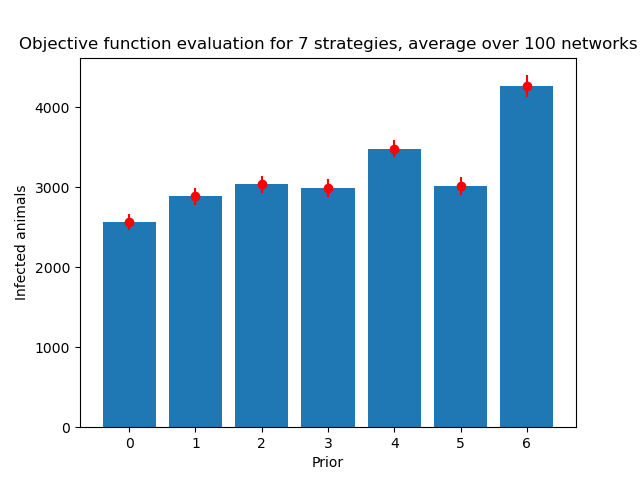 Objective function evaluation for 7 strategies, average over 100 networks
4000
3000
2000
1000
0
Infected animals
0 1 2 3 4 5 6
Prior